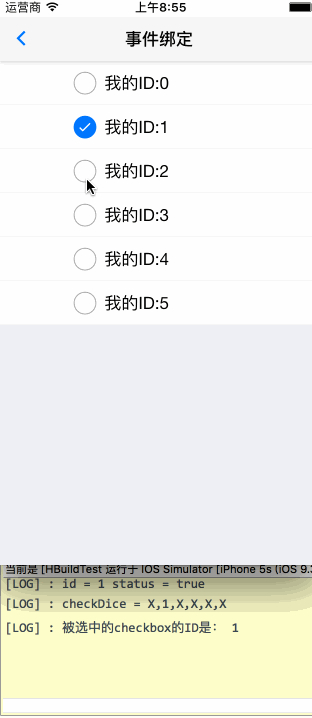 运营商 上午8:55
事件绑定
我的ID:0
我的ID:1
我的ID:2
我的ID:3
我的ID:4
我的ID:5
当前是 [HBuildTest 运行于 iOS Simulator [iPhone 5s (iOS 9.3
[LOG] : id = 1 status = true
[LOG] : checkDice = X,1,X,X,X,X
[LOG] : 被选中的checkbox的ID是： 1